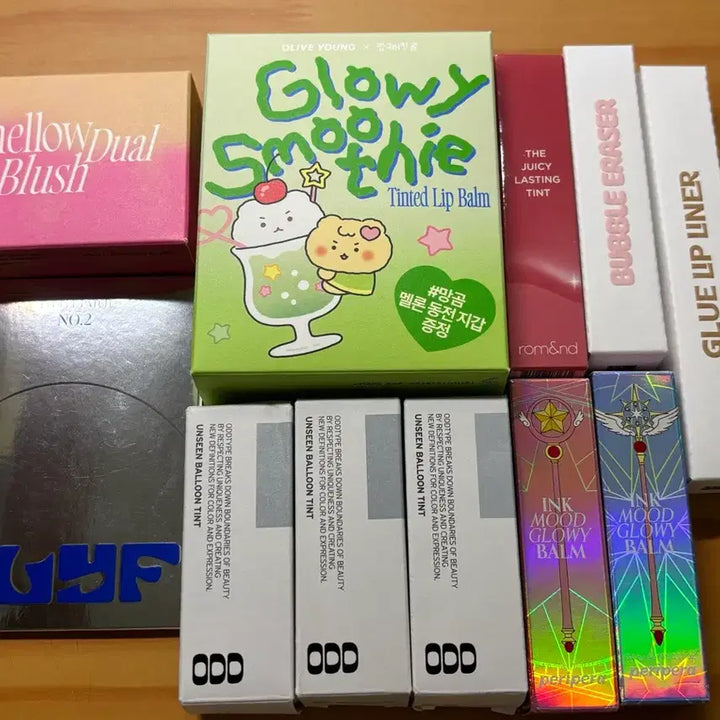 mellow Dual
Blush
NO.2
OLIVE YOUNG ×
Glowy
Smoothie
Tinted Lip Balm
#망곰
멜론 동전 지갑
증정
THE
JUICY
LASTING
TINT
rom&nd
BUBBLE ERASER
GLUE LIP LINER
ODDTYPE BREAKS DOWN BOUNDARIES OF BEAUTY
BY RESPECTING UNIQUENESS AND CREATING
NEW DEFINITIONS FOR COLOR AND EXPRESSION.
UNSEEN BALLOON TINT
ODD
ODDTYPE BREAKS DOWN BOUNDARIES OF BEAUTY
BY RESPECTING UNIQUENESS AND CREATING
NEW DEFINITIONS FOR COLOR AND EXPRESSION.
UNSEEN BALLOON TINT
ODD
ODDTYPE BREAKS DOWN BOUNDARIES OF BEAUTY
BY RESPECTING UNIQUENESS AND CREATING
NEW DEFINITIONS FOR COLOR AND EXPRESSION.
UNSEEN BALLOON TINT
ODD
INK
MOOD
GLOWY
BALM
peripera
INK
MOOD
GLOWY
BALM
peripera